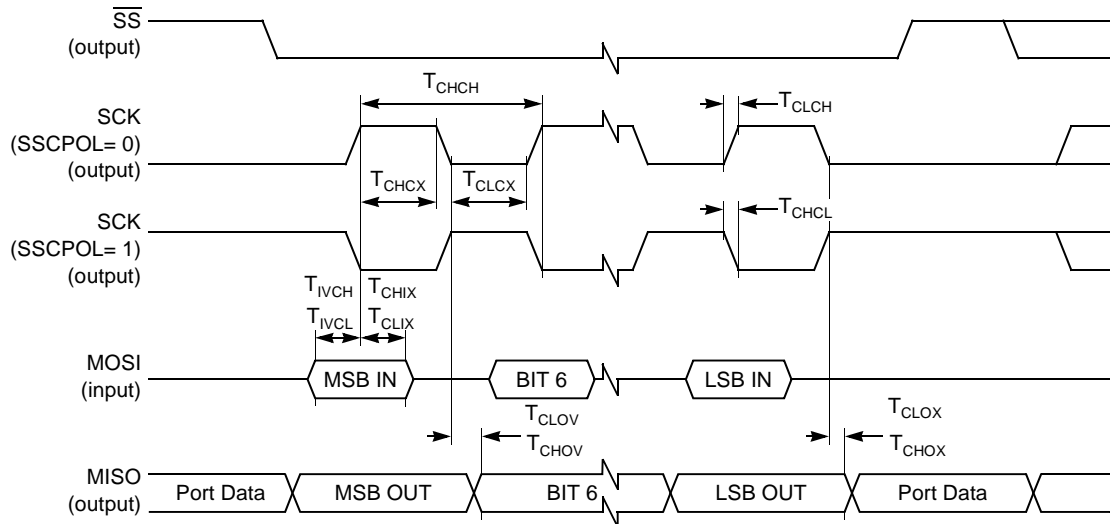 SS
(output)
T_CHCH
T_CLCH
SCK
(SSCPOL= 0)
(output)
T_CHCX
T_CLCX
T_CHCL
SCK
(SSCPOL= 1)
(output)
T_IVCH
T_CHIX
T_IVCL
T_CLIX
MOSI
(input)
MSB IN
BIT 6
LSB IN
T_CLOV
T_CHOV
T_CLOX
T_CHOX
MISO
(output)
Port Data
MSB OUT
BIT 6
LSB OUT
Port Data